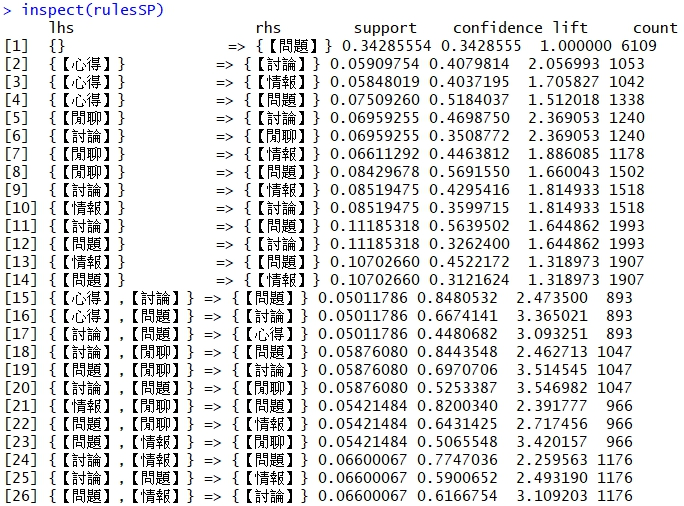 > inspect(rulesSP)
lhs rhs support confidence lift count
[1] {} => {【問題】} 0.34285554 0.3428555 1.000000 6109
[2] {【心得】} => {【討論】} 0.05909754 0.4079814 2.056993 1053
[3] {【心得】} => {【情報】} 0.05848019 0.4037195 1.705827 1042
[4] {【心得】} => {【問題】} 0.07509260 0.5184037 1.512018 1338
[5] {【閒聊】} => {【討論】} 0.06959255 0.4698750 2.369053 1240
[6] {【討論】} => {【閒聊】} 0.06959255 0.3508772 2.369053 1240
[7] {【閒聊】} => {【情報】} 0.06611292 0.4463812 1.886085 1178
[8] {【閒聊】} => {【問題】} 0.08429678 0.5691550 1.660043 1502
[9] {【討論】} => {【情報】} 0.08519475 0.4295416 1.814933 1518
[10] {【情報】} => {【討論】} 0.08519475 0.3599715 1.814933 1518
[11] {【討論】} => {【問題】} 0.11185318 0.5639502 1.644862 1993
[12] {【問題】} => {【討論】} 0.11185318 0.3262400 1.644862 1993
[13] {【情報】} => {【問題】} 0.10702660 0.4522172 1.318973 1907
[14] {【問題】} => {【情報】} 0.10702660 0.3121624 1.318973 1907
[15] {【心得】,【討論】} => {【問題】} 0.05011786 0.8480532 2.473500 893
[16] {【心得】,【問題】} => {【討論】} 0.05011786 0.6674141 3.365021 893
[17] {【討論】,【問題】} => {【心得】} 0.05011786 0.4480682 3.093251 893
[18] {【討論】,【閒聊】} => {【問題】} 0.05876080 0.8443548 2.462713 1047
[19] {【問題】,【閒聊】} => {【討論】} 0.05876080 0.6970706 3.514545 1047
[20] {【討論】,【問題】} => {【閒聊】} 0.05876080 0.5253387 3.546982 1047
[21] {【情報】,【閒聊】} => {【問題】} 0.05421484 0.8200340 2.391777 966
[22] {【問題】,【閒聊】} => {【情報】} 0.05421484 0.6431425 2.717456 966
[23] {【問題】,【情報】} => {【閒聊】} 0.05421484 0.5065548 3.420157 966
[24] {【討論】,【情報】} => {【問題】} 0.06600067 0.7747036 2.259563 1176
[25] {【討論】,【問題】} => {【情報】} 0.06600067 0.5900652 2.493190 1176
[26] {【問題】,【情報】} => {【討論】} 0.06600067 0.6166754 3.109203 1176